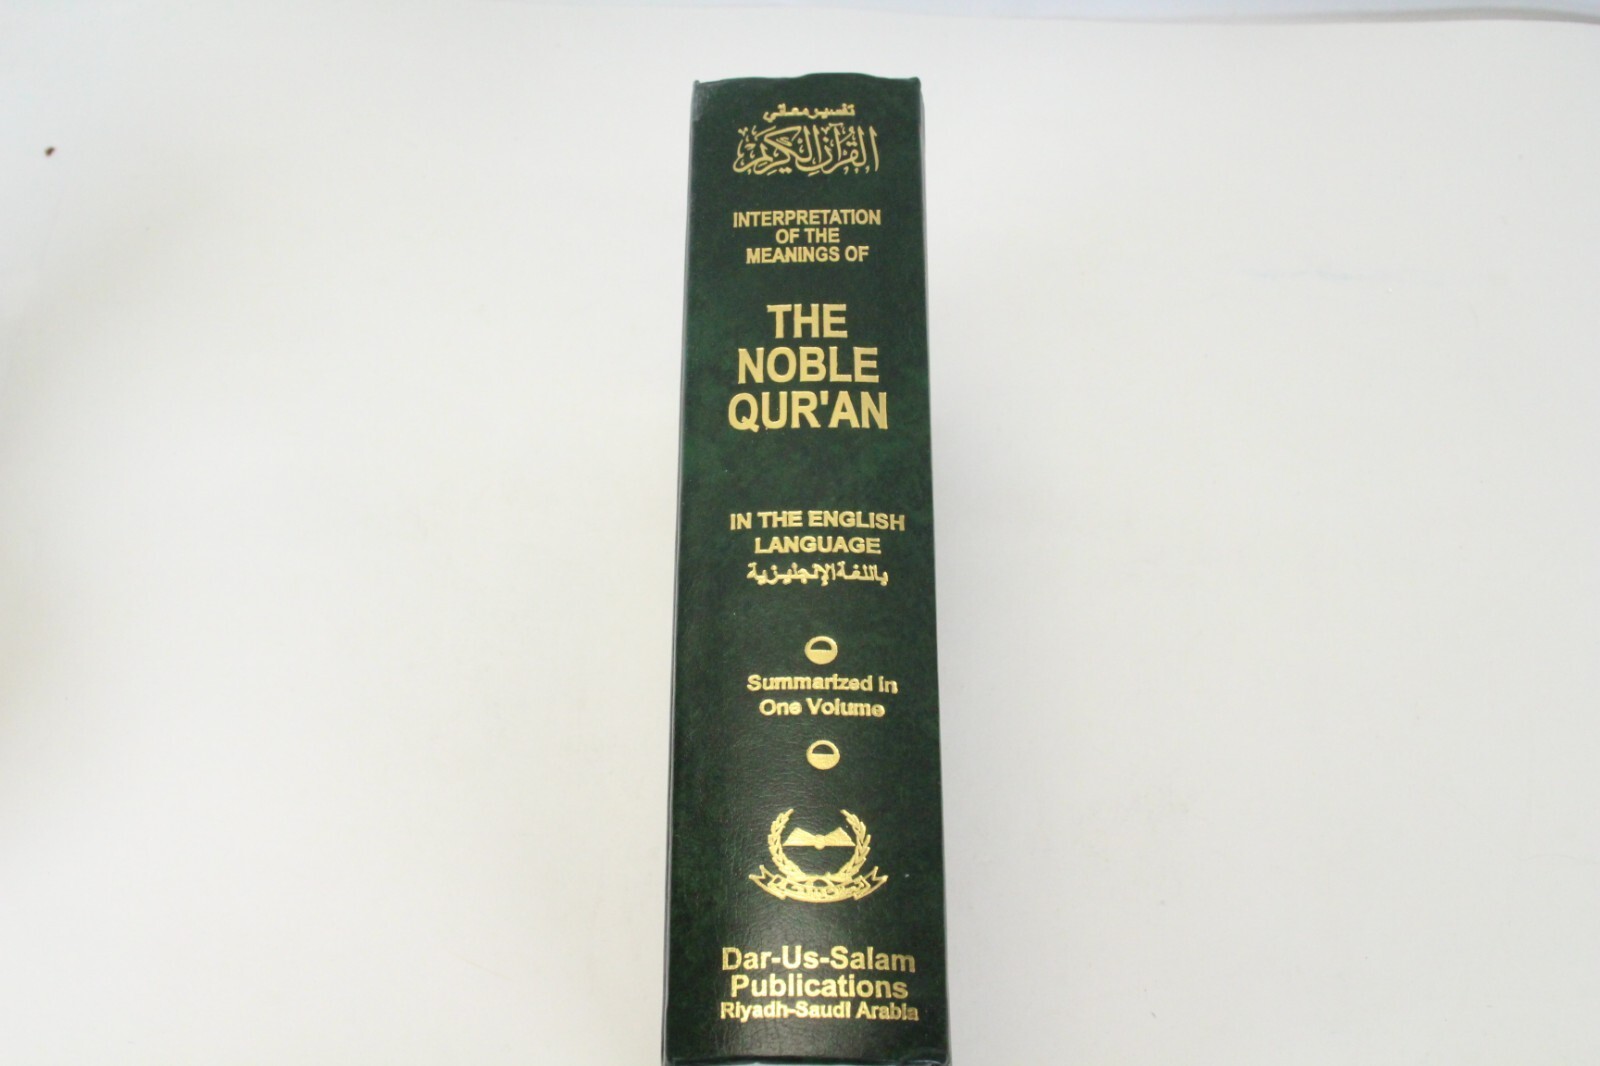 تفسير معاني
القرآن الكريم
INTERPRETATION
OF THE
MEANINGS OF
THE
NOBLE
QUR'AN
IN THE ENGLISH
LANGUAGE
باللغة الإنجليزية
Summarized in
One Volume
Dar-Us-Salam
Publications
Riyadh-Saudi Arabia